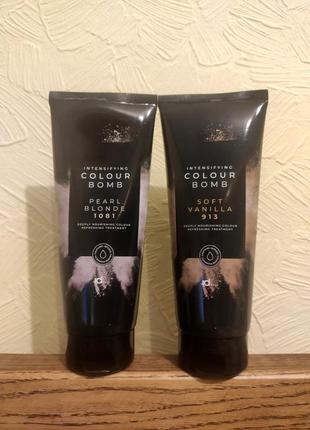 INTENSIFYING
COLOUR
BOMB
PEARL
BLONDE
1081
DEEPLY NOURISHING COLOUR
REFRESHING TREATMENT
INTENSIFYING
COLOUR
BOMB
SOFT
VANILLA
913
DEEPLY NOURISHING COLOUR
REFRESHING TREATMENT